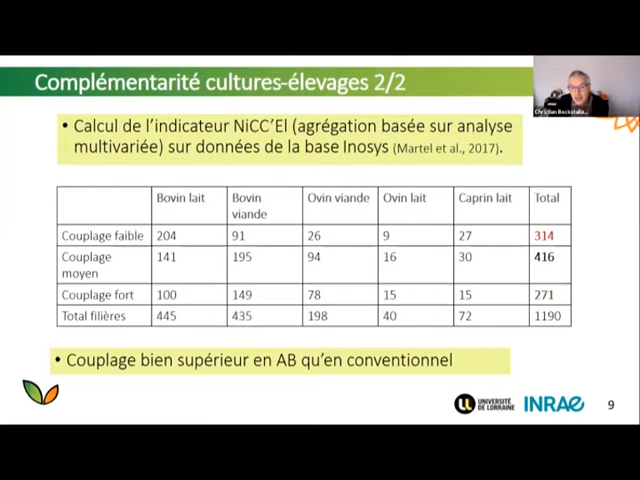 Complémentarité cultures-élevages 2/2
• Calcul de l'indicateur NiCC'El (agrégation basée sur analyse
multivariée) sur données de la base Inosys (Martel et al., 2017).
Bovin lait Bovin viande Ovin viande Ovin lait Caprin lait Total
Couplage faible 204 91 26 9 27 314
Couplage moyen 141 195 94 16 30 416
Couplage fort 100 149 78 15 15 271
Total filières 445 435 198 40 72 1190
• Couplage bien supérieur en AB qu'en conventionnel
UNIVERSITÉ
DE LORRAINE
INRAE
9